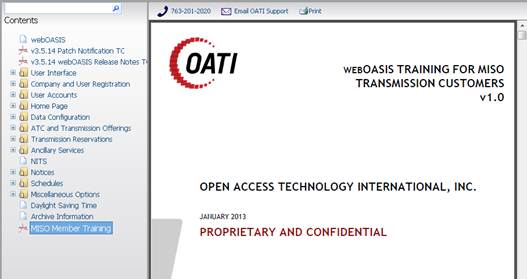 763-201-2020 Email OATI Support Print
Contents
webOASIS
v3.5.14 Patch Notification TC
v3.5.14 webOASIS Release Notes TC
User Interface
Company and User Registration
User Accounts
Home Page
Data Configuration
ATC and Transmission Offerings
Transmission Reservations
Ancillary Services
NITS
Notices
Schedules
Miscellaneous Options
Daylight Saving Time
Archive Information
MISO Member Training
OATI
WEBOASIS TRAINING FOR MISO
TRANSMISSION CUSTOMERS
v1.0
OPEN ACCESS TECHNOLOGY INTERNATIONAL, INC.
JANUARY 2013
PROPRIETARY AND CONFIDENTIAL